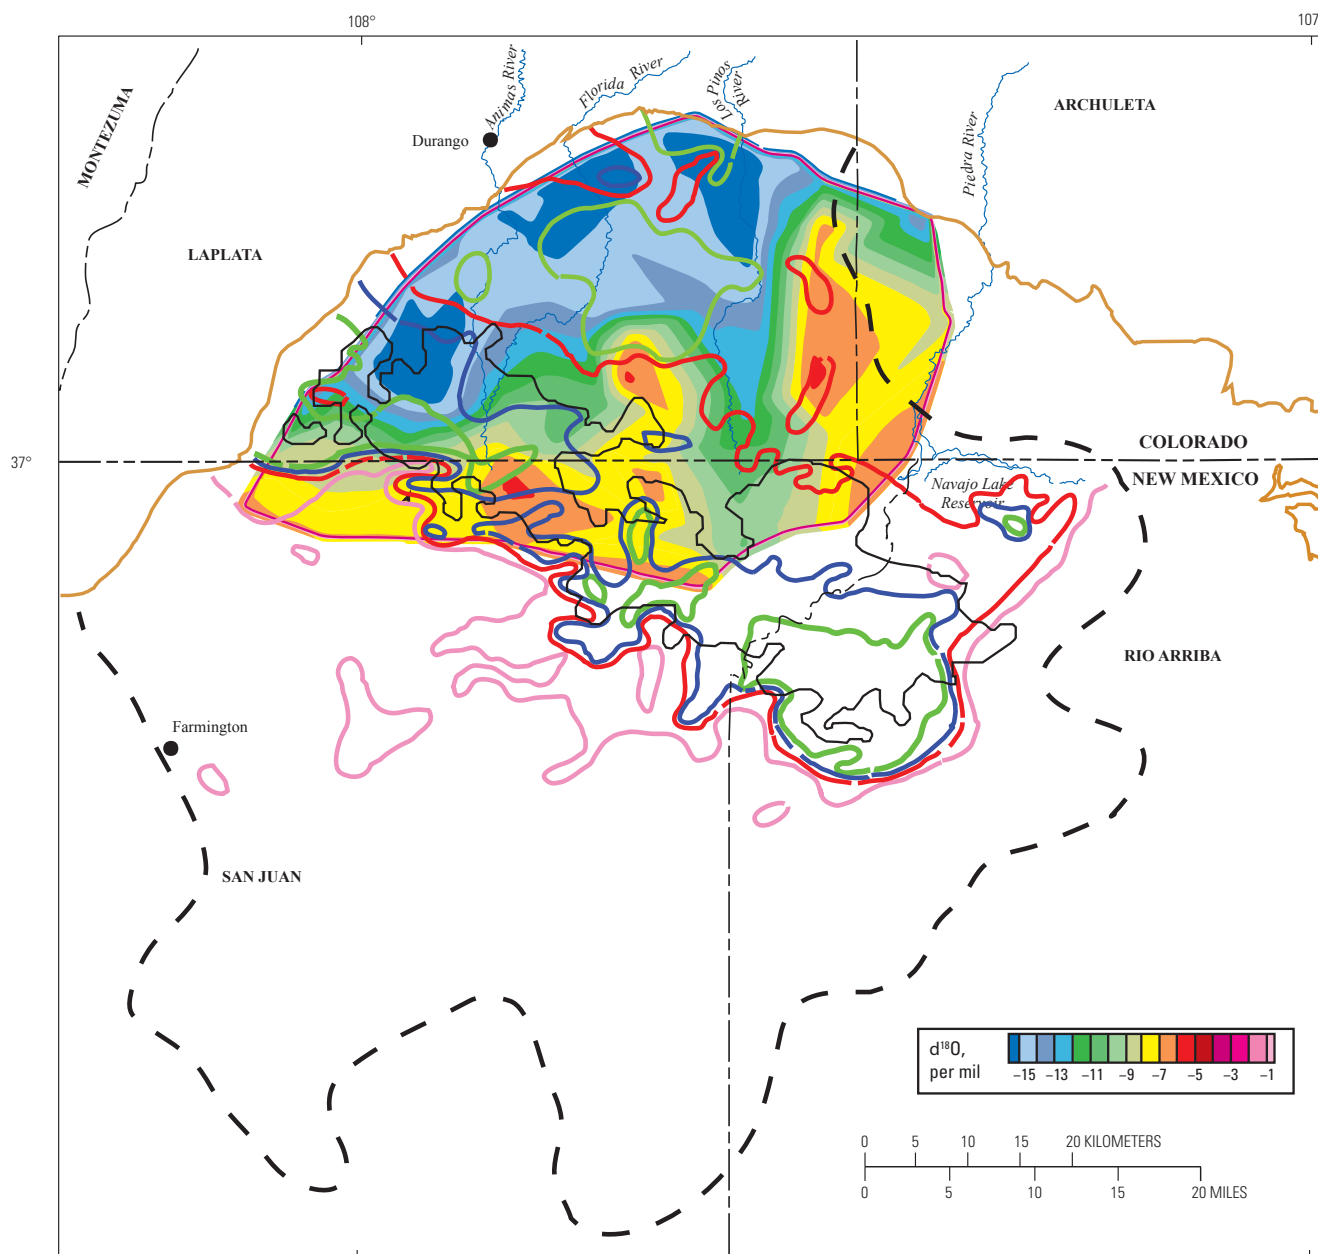 108°
107
MONTEZUMA
Animas River
Florida River
Los Pinos
River
ARCHULETA
Durango
Piedra River
LAPLATA
37°
COLORADO
NEW MEXICO
Navajo Lake
Reservoir
RIO ARRIBA
Farmington
SAN JUAN
d¹⁸O,
per mil
–15 –13 –11 –9 –7 –5 –3 –1
0 5 10 15 20 KILOMETERS
0 5 10 15 20 MILES